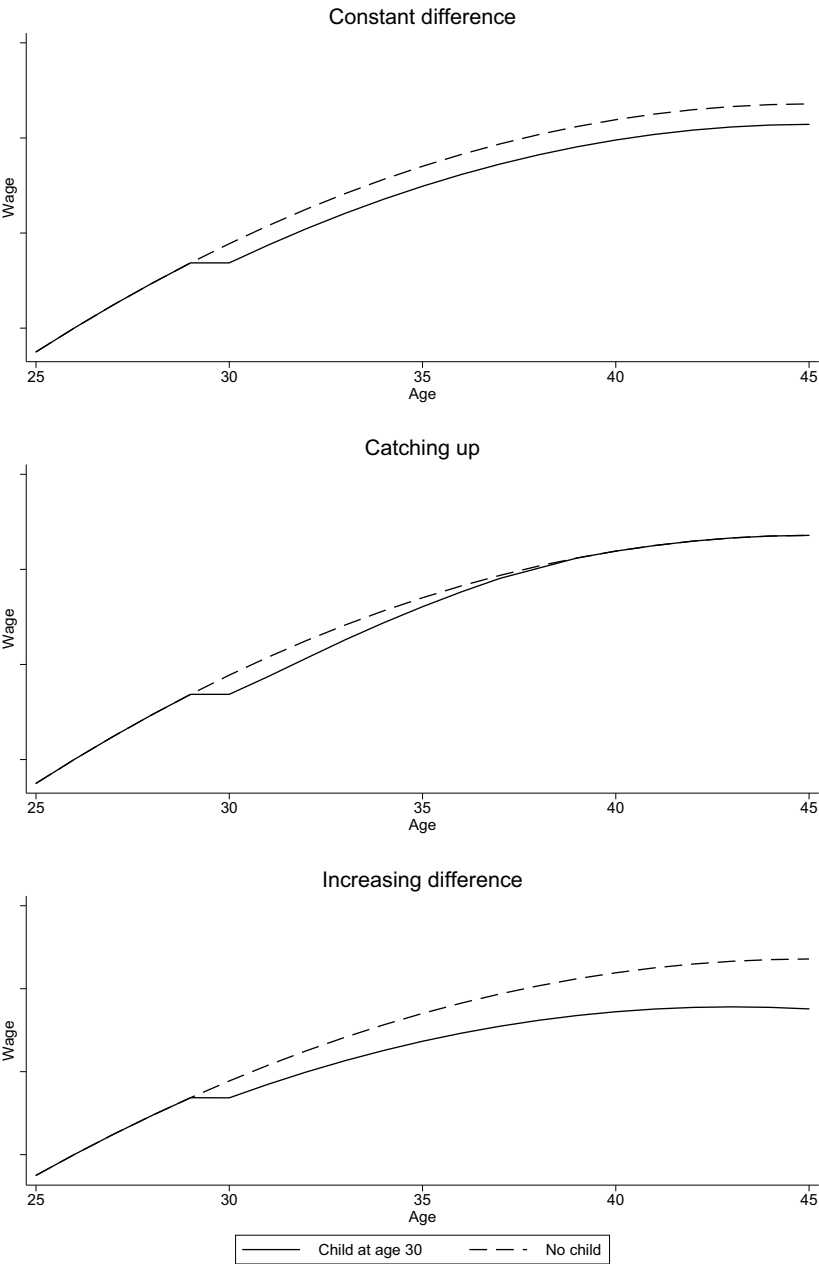 Constant difference
Wage
25 30 35 40 45
Age
Catching up
Wage
25 30 35 40 45
Age
Increasing difference
Wage
25 30 35 40 45
Age
Child at age 30 No child